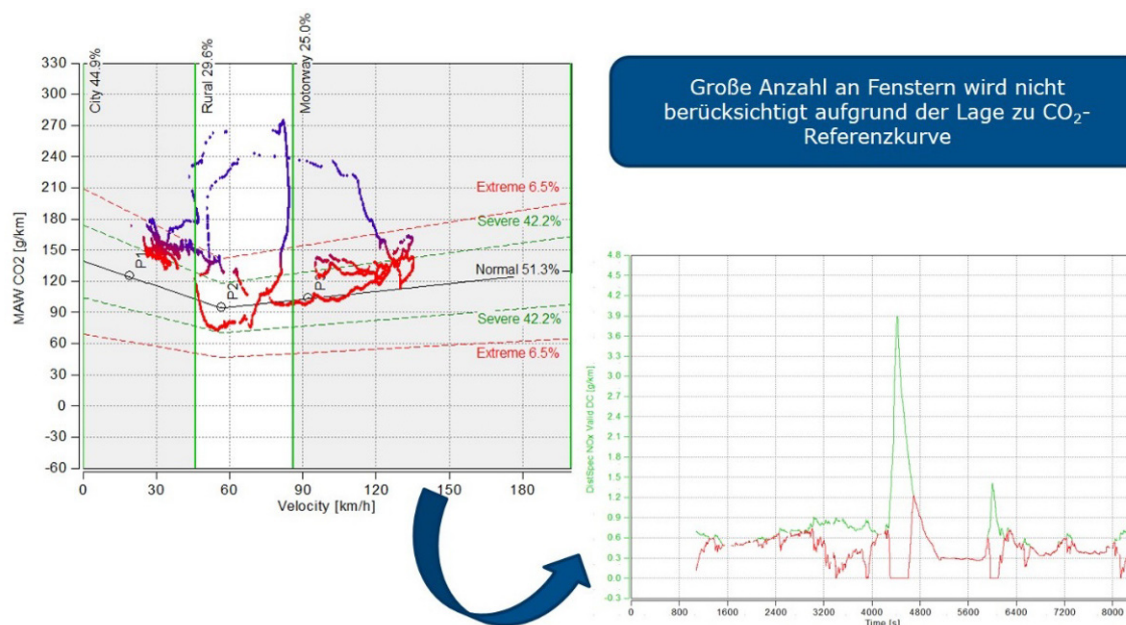 City 44.9%
Rural 29.6%
Motorway 25.0%
330
300
270
240
210
180
150
120
90
60
30
0
-30
-60
MAW CO2 [g/km]
Extreme 6.5%
Severe 42.2%
Normal 51.3%
Severe 42.2%
Extreme 6.5%
P1
P2
0
30
60
90
120
150
180
Velocity [km/h]
Große Anzahl an Fenstern wird nicht
berücksichtigt aufgrund der Lage zu CO₂-
Referenzkurve
4.8
4.5
4.2
3.9
3.6
3.3
3.0
2.7
2.4
2.1
1.8
1.5
1.2
0.9
0.6
0.3
-0.0
-0.3
DistSpec NOx Valid DC [g/km]
0
800
1600
2400
3200
4000
4800
5600
6400
7200
8000
Time [s]